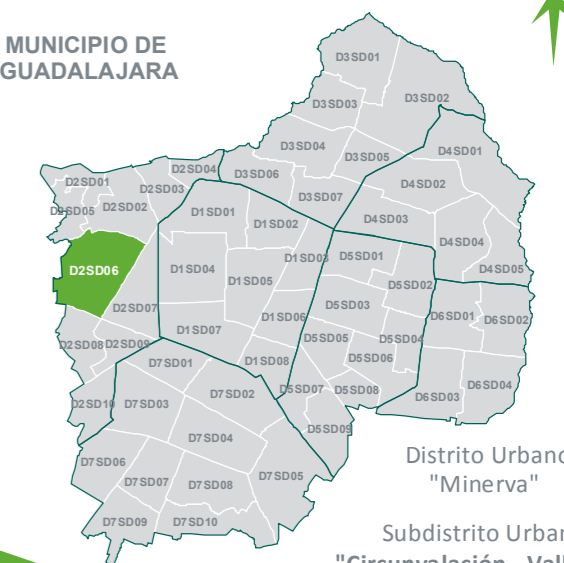 MUNICIPIO DE
GUADALAJARA
D3SD01
D3SD02
D3SD03
D4SD01
D3SD04
D3SD05
D2SD04
D3SD06
D2SD01
D2SD03
D4SD02
D3SD07
D2SD05
D2SD02
D1SD01
D1SD02
D4SD03
D4SD04
D1SD03
D5SD01
D2SD06
D1SD04
D4SD05
D1SD05
D5SD02
D2SD07
D5SD03
D1SD06
D6SD01
D6SD02
D1SD07
D5SD05
D5SD04
D2SD08
D2SD09
D5SD06
D7SD01
D1SD08
D6SD04
D7SD02
D5SD07
D5SD08
D6SD03
D2SD10
D7SD03
D5SD09
D7SD04
D7SD06
D7SD05
D7SD07
D7SD08
D7SD09
D7SD10
Distrito Urbano
"Minerva"
Subdistrito Urban
"Circunvalación - Vall